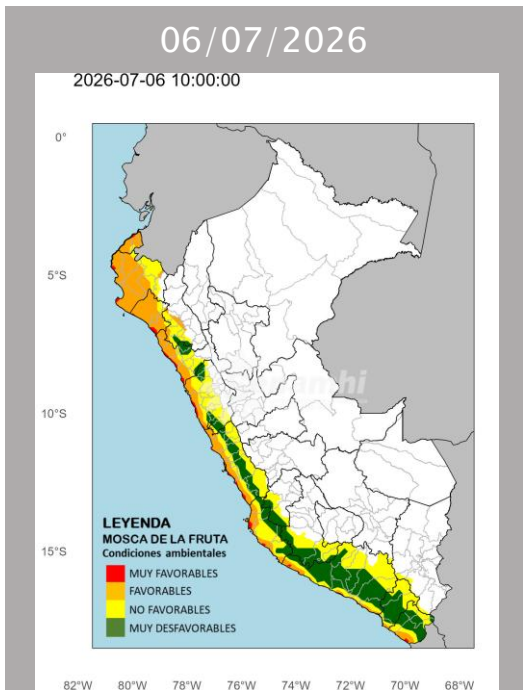 06/07/2026
2026-07-06 10:00:00
0°
5°S
10°S
15°S
LEYENDA
MOSCA DE LA FRUTA
Condiciones ambientales
MUY FAVORABLES
FAVORABLES
NO FAVORABLES
MUY DESFAVORABLES
82°W 80°W 78°W 76°W 74°W 72°W 70°W 68°W